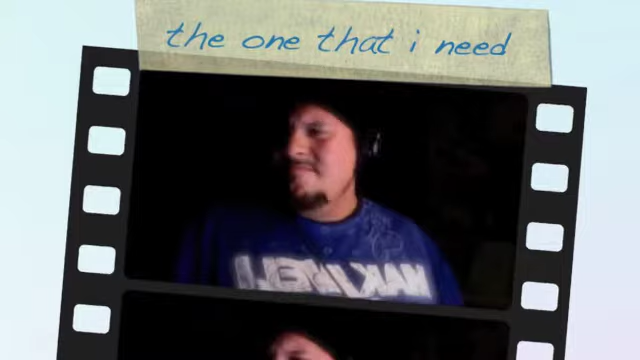 the one that i need